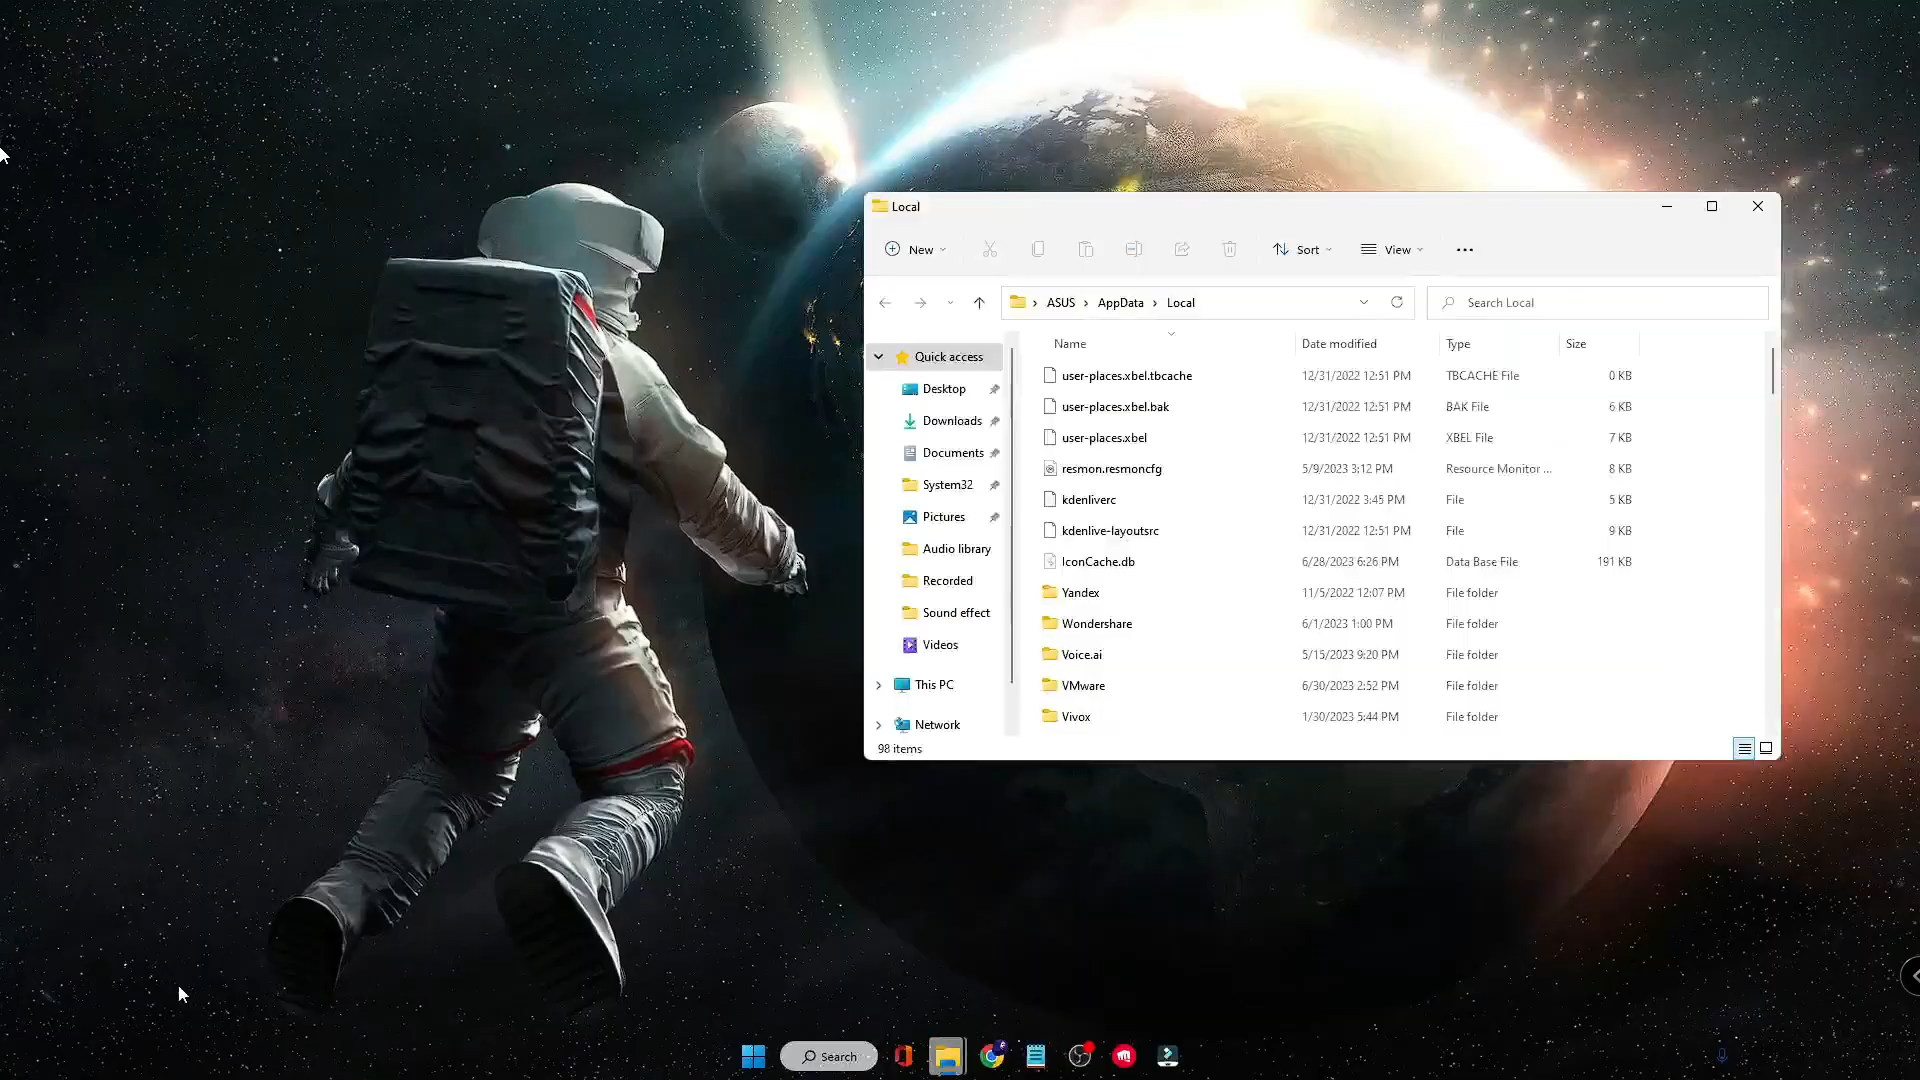 Local
New
Sort
View
ASUS > AppData > Local
Search Local
Name Date modified Type Size
Quick access
Desktop
Downloads
Documents
System32
Pictures
Audio library
Recorded
Sound effect
Videos
This PC
Network
user-places.xbel.tbcache 12/31/2022 12:51 PM TBCACHE File 0 KB
user-places.xbel.bak 12/31/2022 12:51 PM BAK File 6 KB
user-places.xbel 12/31/2022 12:51 PM XBEL File 7 KB
resmon.resmoncfg 5/9/2023 3:12 PM Resource Monitor ... 8 KB
kdenliverc 12/31/2022 3:45 PM File 5 KB
kdenlive-layoutsrc 12/31/2022 12:51 PM File 9 KB
IconCache.db 6/28/2023 6:26 PM Data Base File 191 KB
Yandex 11/5/2022 12:07 PM File folder
Wondershare 6/1/2023 1:00 PM File folder
Voice.ai 5/15/2023 9:20 PM File folder
VMware 6/30/2023 2:52 PM File folder
Vivox 1/30/2023 5:44 PM File folder
98 items
Search